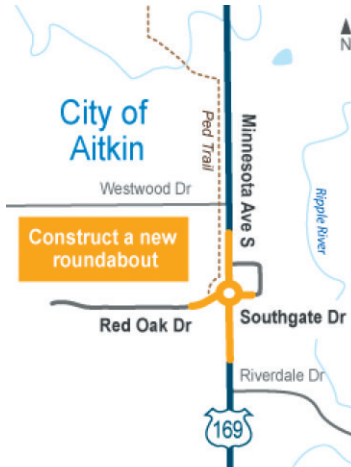 N
City of
Aitkin
Ped Trail
Minnesota Ave S
Westwood Dr
Ripple River
Construct a new
roundabout
Red Oak Dr
Southgate Dr
Riverdale Dr
169